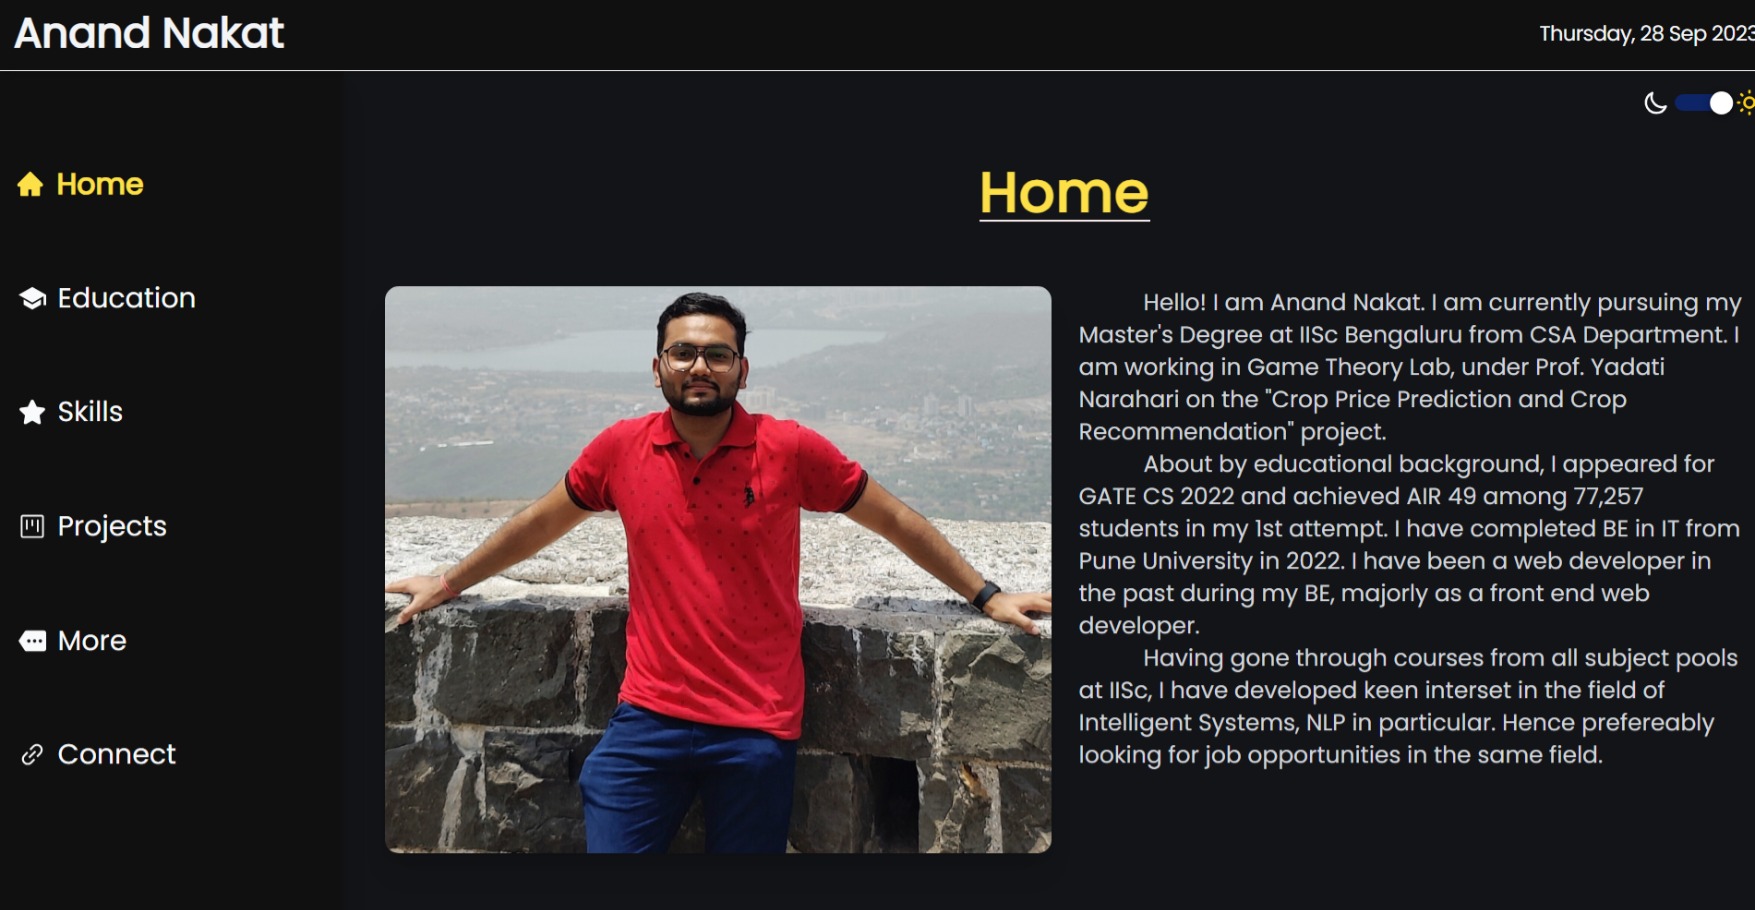 Anand Nakat
Thursday, 28 Sep 2023
Home
Education
Skills
Projects
More
Connect
Home
Hello! I am Anand Nakat. I am currently pursuing my
Master's Degree at IISc Bengaluru from CSA Department. I
am working in Game Theory Lab, under Prof. Yadati
Narahari on the "Crop Price Prediction and Crop
Recommendation" project.
About by educational background, I appeared for
GATE CS 2022 and achieved AIR 49 among 77,257
students in my 1st attempt. I have completed BE in IT from
Pune University in 2022. I have been a web developer in
the past during my BE, majorly as a front end web
developer.
Having gone through courses from all subject pools
at IISc, I have developed keen interset in the field of
Intelligent Systems, NLP in particular. Hence prefereably
looking for job opportunities in the same field.